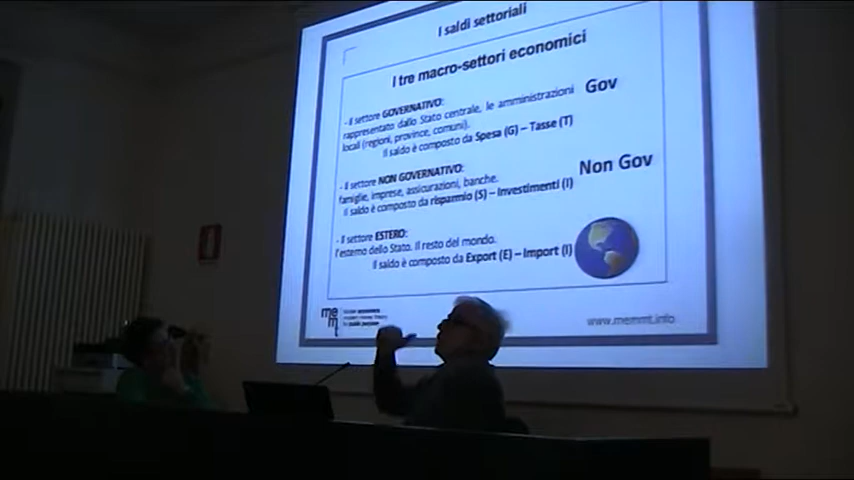 I saldi settoriali
I tre macro-settori economici
- il settore GOVERNATIVO:
rappresentato dallo Stato centrale, le amministrazioni
locali (regioni, province, comuni).
Il saldo è composto da Spesa (G) – Tasse (T)
Gov
- il settore NON GOVERNATIVO:
famiglie, imprese, assicurazioni, banche.
Il saldo è composto da risparmio (S) – Investimenti (I)
Non Gov
- Il settore ESTERO:
l'esterno dello Stato. Il resto del mondo.
Il saldo è composto da Export (E) – Import (I)
me
mt
www.memmt.info